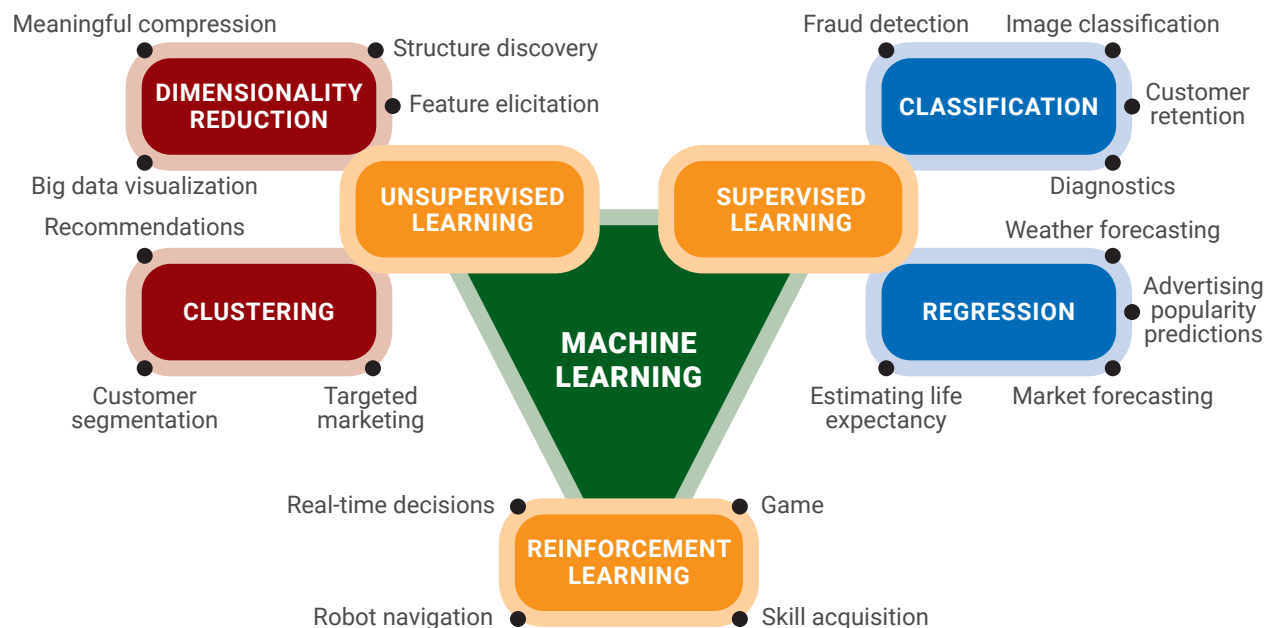 Meaningful compression
Structure discovery
DIMENSIONALITY
REDUCTION
Feature elicitation
Big data visualization
UNSUPERVISED
LEARNING
Recommendations
CLUSTERING
Customer
segmentation
Targeted
marketing
Fraud detection
Image classification
CLASSIFICATION
Customer
retention
Diagnostics
SUPERVISED
LEARNING
Weather forecasting
REGRESSION
Advertising
popularity
predictions
Estimating life
expectancy
Market forecasting
MACHINE
LEARNING
Real-time decisions
Game
REINFORCEMENT
LEARNING
Robot navigation
Skill acquisition